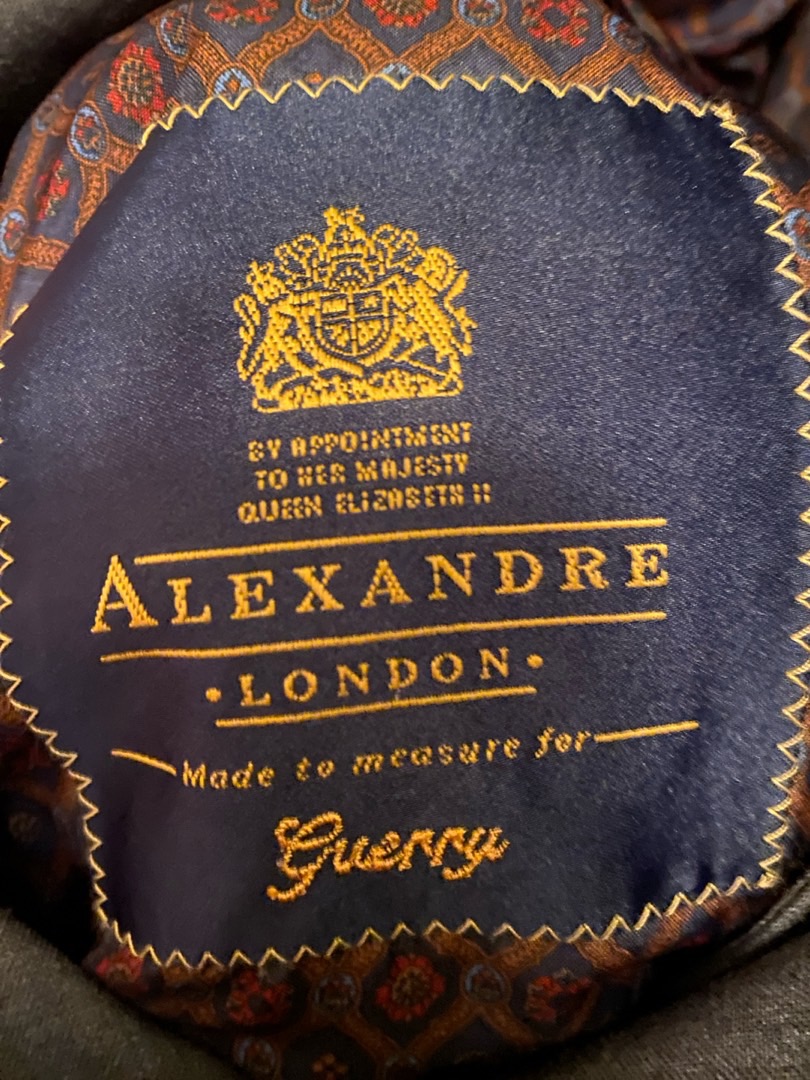 BY APPOINTMENT
TO HER MAJESTY
QUEEN ELIZABETH II
ALEXANDRE
• LONDON •
Made to measure for
Guerry